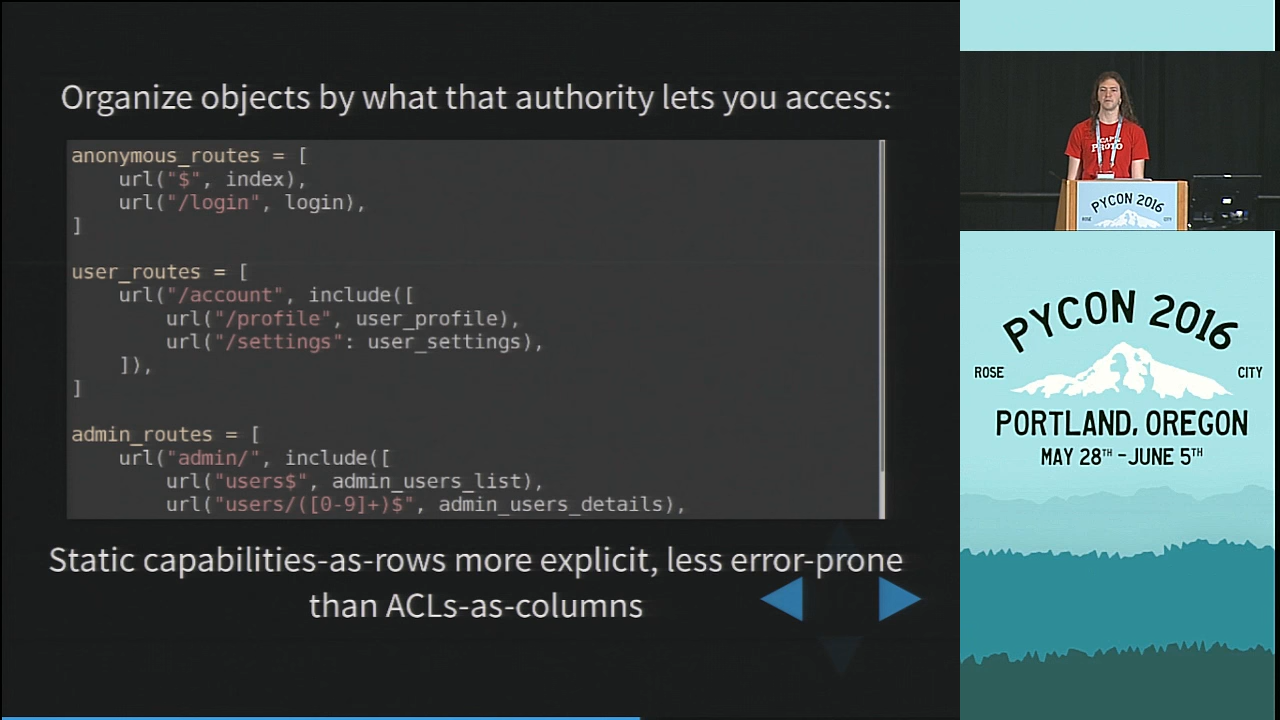 Organize objects by what that authority lets you access:
anonymous_routes = [
    url("$", index),
    url("/login", login),
]
user_routes = [
    url("/account", include([
        url("/profile", user_profile),
        url("/settings": user_settings),
    ]),
]
admin_routes = [
    url("admin/", include([
        url("users$", admin_users_list),
        url("users/([0-9]+)$", admin_users_details),
Static capabilities-as-rows more explicit, less error-prone
than ACLs-as-columns
PROTO
PYCON 2016
ROSE CITY
PYCON 2016
ROSE CITY
PORTLAND, OREGON
MAY 28TH - JUNE 5TH